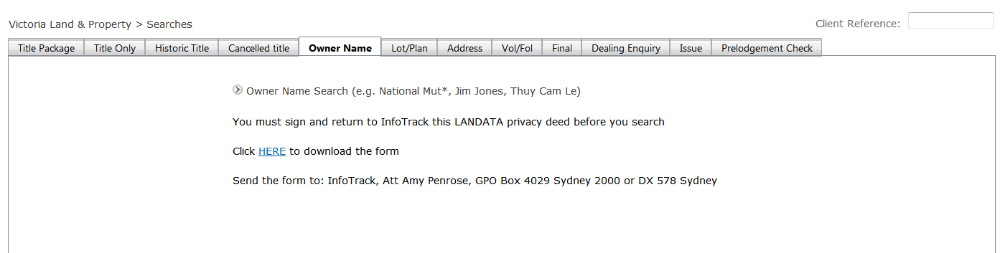 Victoria Land & Property > Searches
Client Reference:
Title Package Title Only Historic Title Cancelled title Owner Name Lot/Plan Address Vol/Fol Final Dealing Enquiry Issue Prelodgement Check
Owner Name Search (e.g. National Mut*, Jim Jones, Thuy Cam Le)
You must sign and return to InfoTrack this LANDATA privacy deed before you search
Click HERE to download the form
Send the form to: InfoTrack, Att Amy Penrose, GPO Box 4029 Sydney 2000 or DX 578 Sydney